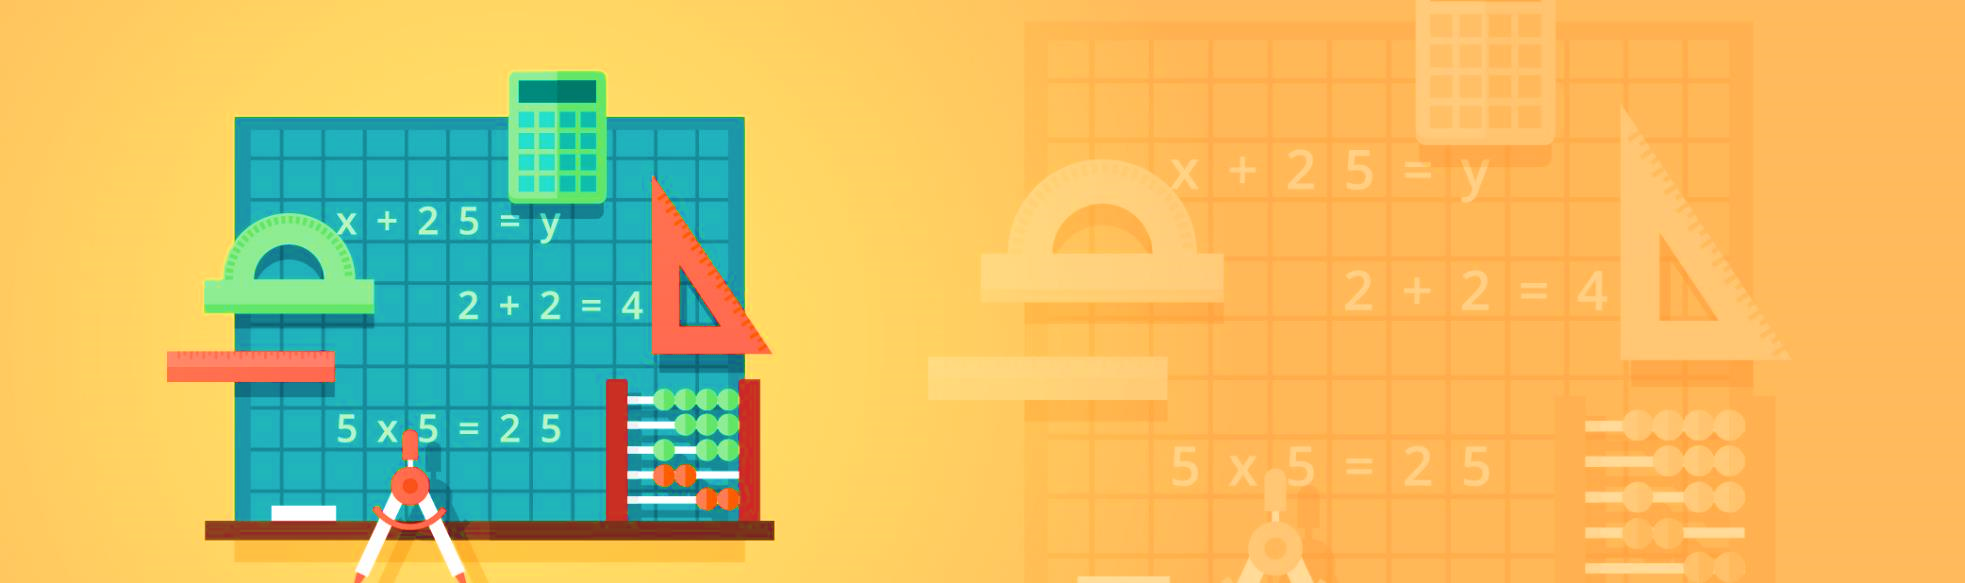 x + 2 5 = y
2 + 2 = 4
5 x 5 = 2 5
x + 2 5 = y
2 + 2 = 4
5 x 5 = 2 5